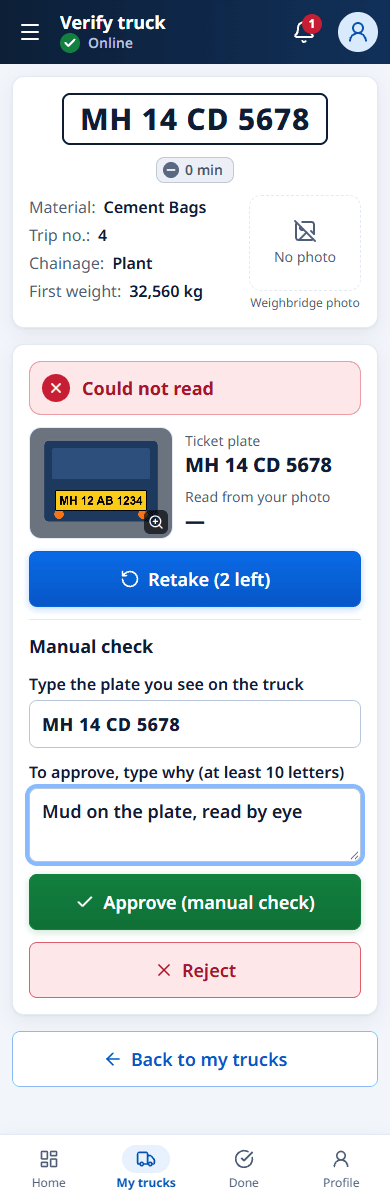 Verify truck
Online
1
MH 14 CD 5678
0 min
Material: Cement Bags
Trip no.: 4
Chainage: Plant
First weight: 32,560 kg
No photo
Weighbridge photo
Could not read
MH 12 AB 1234
Ticket plate
MH 14 CD 5678
Read from your photo
—
Retake (2 left)
Manual check
Type the plate you see on the truck
MH 14 CD 5678
To approve, type why (at least 10 letters)
Mud on the plate, read by eye
Approve (manual check)
Reject
Back to my trucks
Home
My trucks
Done
Profile